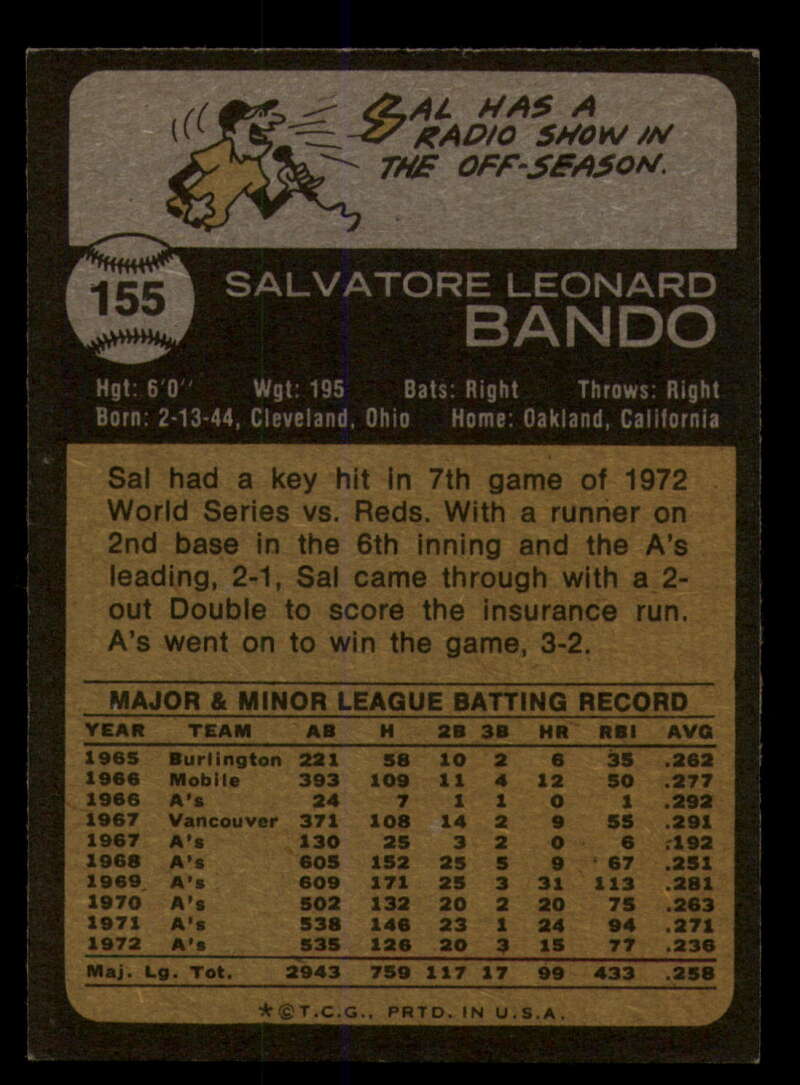 SAL HAS A
RADIO SHOW IN
THE OFF-SEASON.
155
SALVATORE LEONARD
BANDO
Hgt: 6'0" Wgt: 195 Bats: Right Throws: Right
Born: 2-13-44, Cleveland, Ohio Home: Oakland, California
Sal had a key hit in 7th game of 1972
World Series vs. Reds. With a runner on
2nd base in the 6th inning and the A's
leading, 2-1, Sal came through with a 2-
out Double to score the insurance run.
A's went on to win the game, 3-2.
MAJOR & MINOR LEAGUE BATTING RECORD
YEAR TEAM AB H 2B 3B HR RBI AVG
1965 Burlington 221 58 10 2 6 35 .262
1966 Mobile 393 109 11 4 12 50 .277
1966 A's 24 7 1 1 0 1 .292
1967 Vancouver 371 108 14 2 9 55 .291
1967 A's 130 25 3 2 0 6 .192
1968 A's 605 152 25 5 9 67 .251
1969 A's 609 171 25 3 31 113 .281
1970 A's 502 132 20 2 20 75 .263
1971 A's 538 146 23 1 24 94 .271
1972 A's 535 126 20 3 15 77 .236
Maj. Lg. Tot. 2943 759 117 17 99 433 .258
*©T.C.G., PRTD. IN U.S.A.